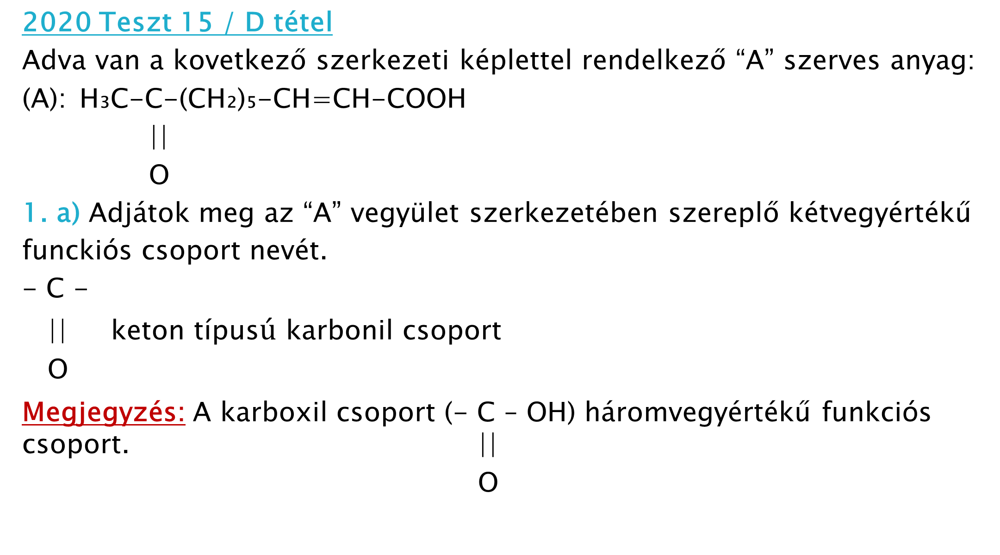 2020 Teszt 15 / D tétel
Adva van a kovetkező szerkezeti képlettel rendelkező “A” szerves anyag:
(A): H₃C–C–(CH₂)₅–CH=CH–COOH
||
O
1. a) Adjátok meg az “A” vegyület szerkezetében szereplő kétvegyértékű
funckiós csoport nevét.
– C –
|| keton típusú karbonil csoport
O
Megjegyzés: A karboxil csoport (– C – OH) háromvegyértékű funkciós
csoport. ||
O